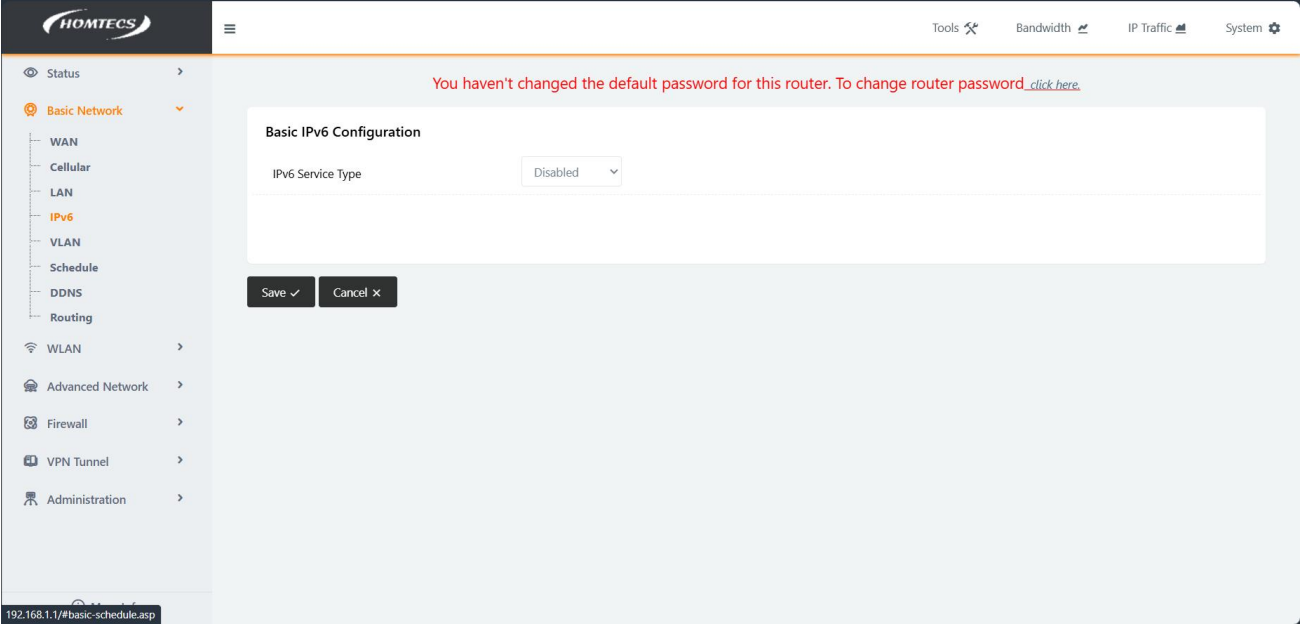 HOMTECS
Tools
Bandwidth
IP Traffic
System
Status
You haven't changed the default password for this router. To change router password click here.
Basic Network
WAN
Cellular
LAN
IPv6
VLAN
Schedule
DDNS
Routing
WLAN
Advanced Network
Firewall
VPN Tunnel
Administration
Basic IPv6 Configuration
IPv6 Service Type Disabled
Save
Cancel
192.168.1.1/#basic-schedule.asp